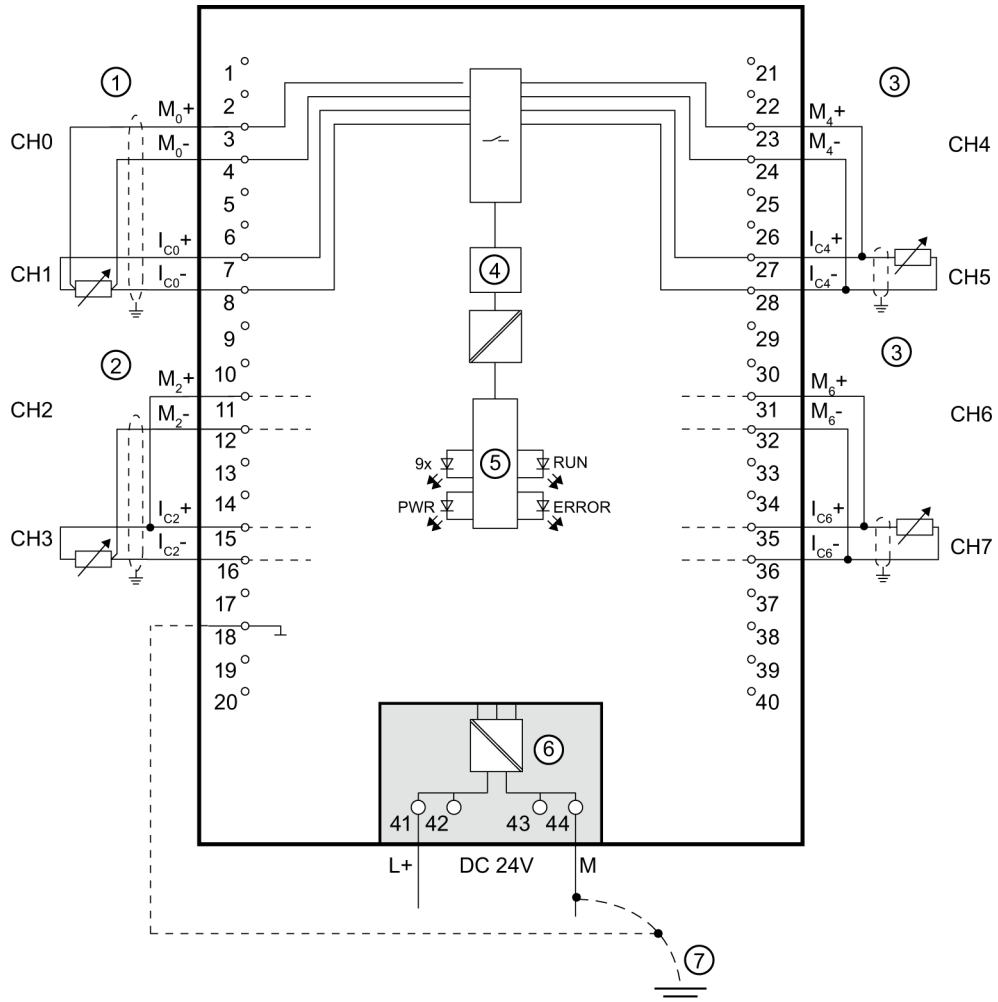 1
2
3
4
5
6
7
8
9
10
11
12
13
14
15
16
17
18
19
20
21
22
23
24
25
26
27
28
29
30
31
32
33
34
35
36
37
38
39
40
①
M0+
M0-
CH0
IC0+
IC0-
CH1
②
M2+
M2-
CH2
IC2+
IC2-
CH3
④
⑤
9x
RUN
PWR
ERROR
③
M4+
M4-
CH4
IC4+
IC4-
CH5
③
M6+
M6-
CH6
IC6+
IC6-
CH7
⑥
41 42 43 44
L+ DC 24V M
⑦